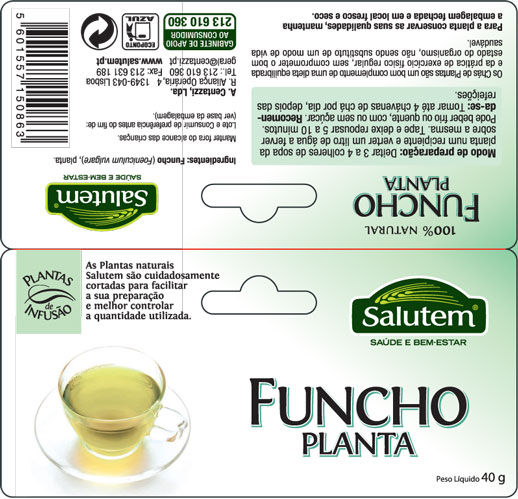 100% NATURAL
FUNCHO
PLANTA
Modo de preparação: Deitar 3 a 4 colheres de sopa da
planta num recipiente e verter um litro de água a ferver
sobre a mesma. Tape e deixe repousar 5 a 10 minutos.
Pode beber frio ou quente, com ou sem açúcar. Recomen-
da-se: Tomar até 4 chávenas de chá por dia, depois das
refeições.
Os Chás de Plantas são um bom complemento de uma dieta equilibrada
e da prática de exercício físico regular, sem comprometer o bom
estado do organismo, não sendo substituto de um modo de vida
saudável.
Para a planta conservar as suas qualidades, mantenha
a embalagem fechada e em local fresco e seco.
Salutem®
SAÚDE E BEM-ESTAR
Ingredientes: Funcho (Foeniculum vulgare), planta.
Manter fora do alcance das crianças.
Lote e Consumir de preferência antes do fim de:
(ver base da embalagem).
A. Centazzi, Lda.
R. Aliança Operária, 4 1349-043 Lisboa
Tel.: 213 610 360 Fax: 213 631 189
geral@centazzi.pt www.salutem.pt
GABINETE DE APOIO
AO CONSUMIDOR
213 610 360
ECOPONTO
AZUL
5 601557 150863
PLANTAS
de
INFUSÃO
As Plantas naturais
Salutem são cuidadosamente
cortadas para facilitar
a sua preparação
e melhor controlar
a quantidade utilizada.
Salutem®
SAÚDE E BEM-ESTAR
FUNCHO
PLANTA
Peso Líquido 40 g